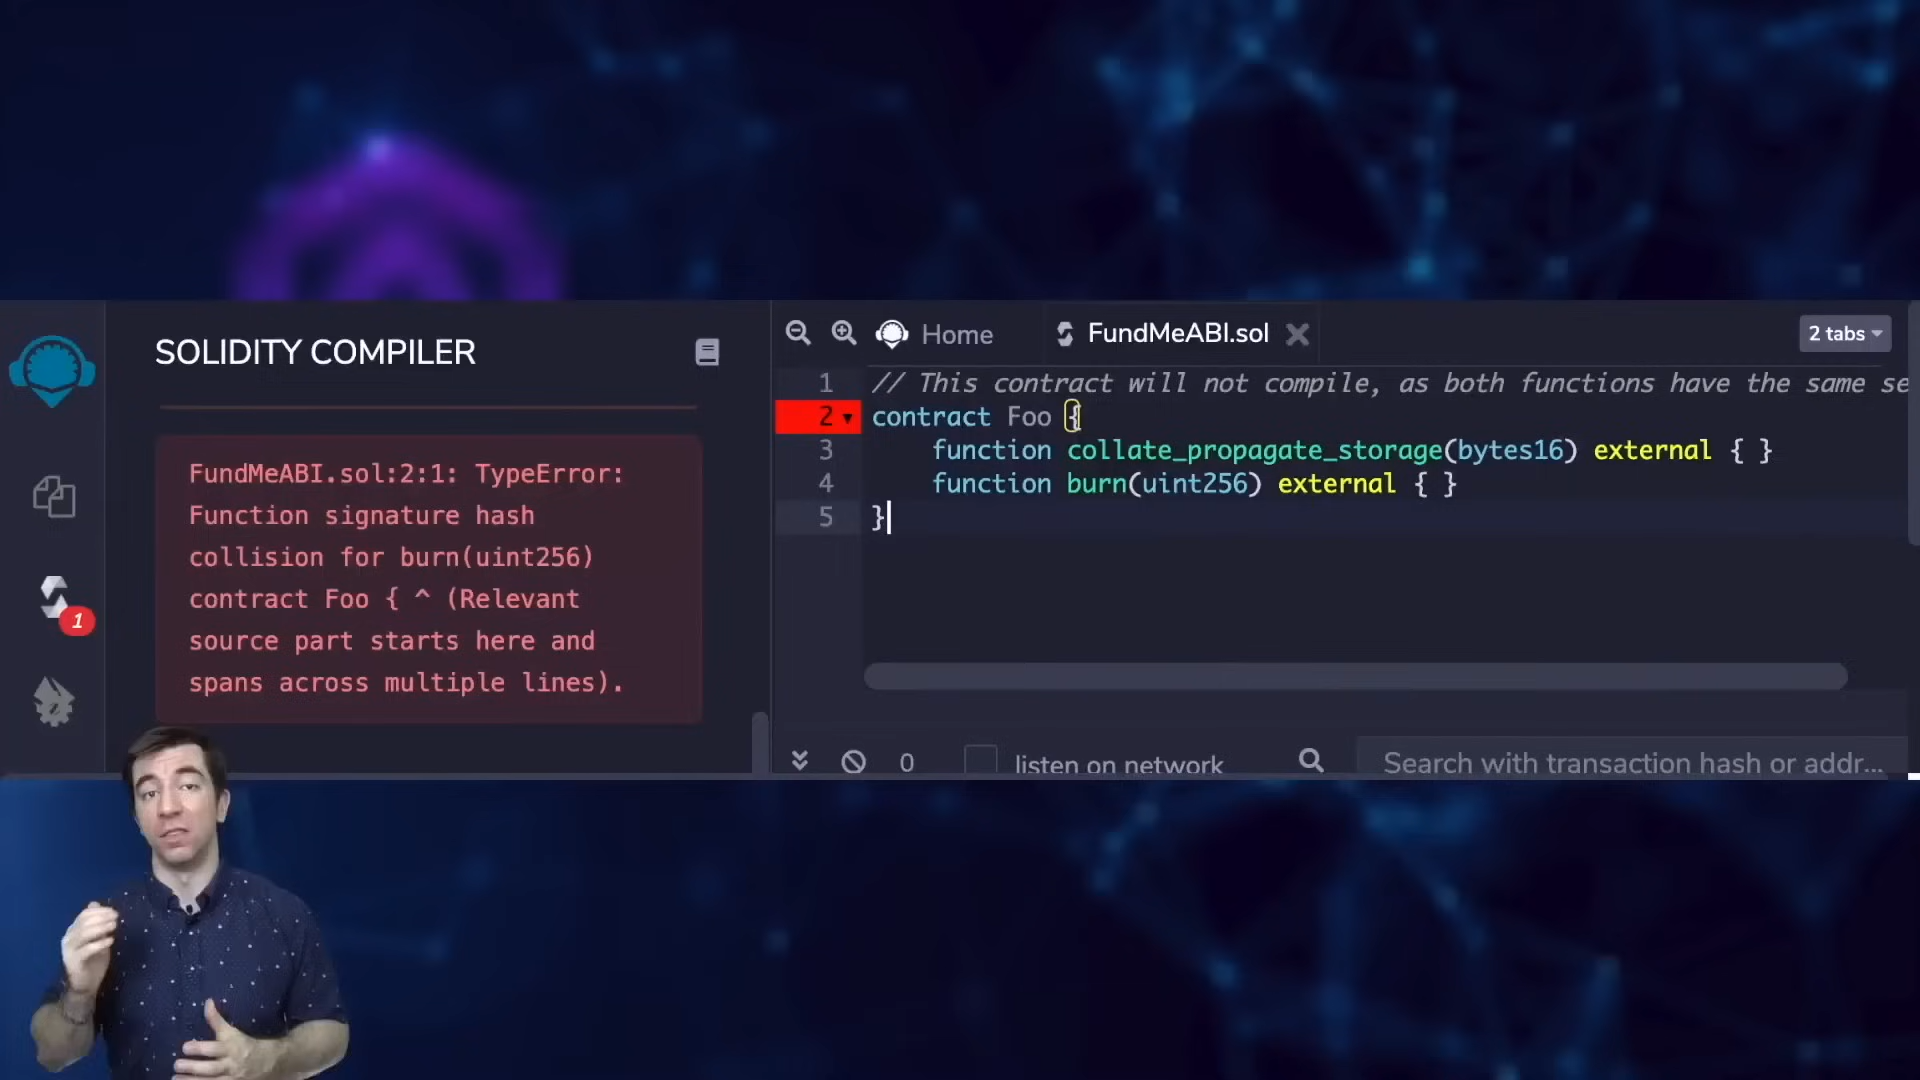 SOLIDITY COMPILER
FundMeABI.sol:2:1: TypeError:
Function signature hash
collision for burn(uint256)
contract Foo { ^ (Relevant
source part starts here and
spans across multiple lines).
1
Home
FundMeABI.sol
2 tabs
1 // This contract will not compile, as both functions have the same se
2 contract Foo {
3 function collate_propagate_storage(bytes16) external { }
4 function burn(uint256) external { }
5 }
0 listen on network
Search with transaction hash or addr...